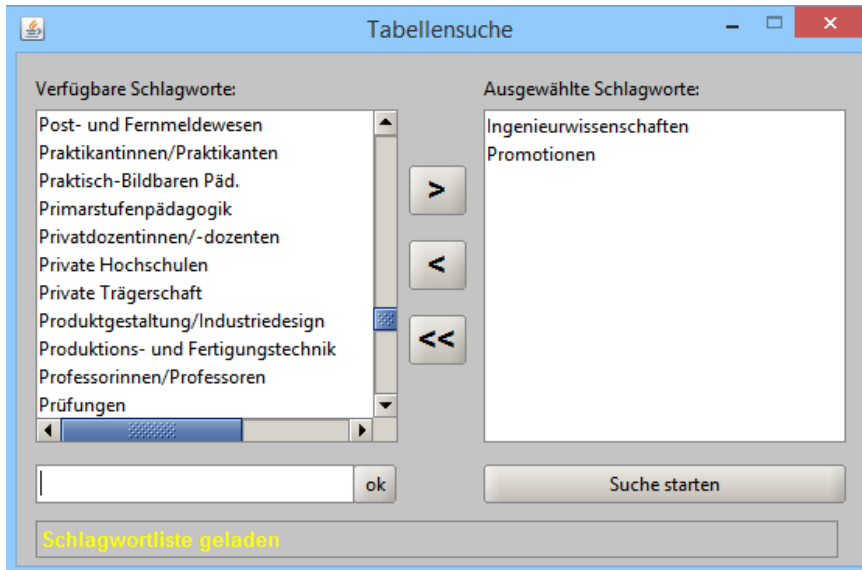 Tabellensuche
Verfügbare Schlagworte:
Post- und Fernmeldewesen
Praktikantinnen/Praktikanten
Praktisch-Bildbaren Päd.
Primarstufenpädagogik
Privatdozentinnen/-dozenten
Private Hochschulen
Private Trägerschaft
Produktgestaltung/Industriedesign
Produktions- und Fertigungstechnik
Professorinnen/Professoren
Prüfungen
ok
>
<
<<
Ausgewählte Schlagworte:
Ingenieurwissenschaften
Promotionen
Suche starten
Schlagwortliste geladen